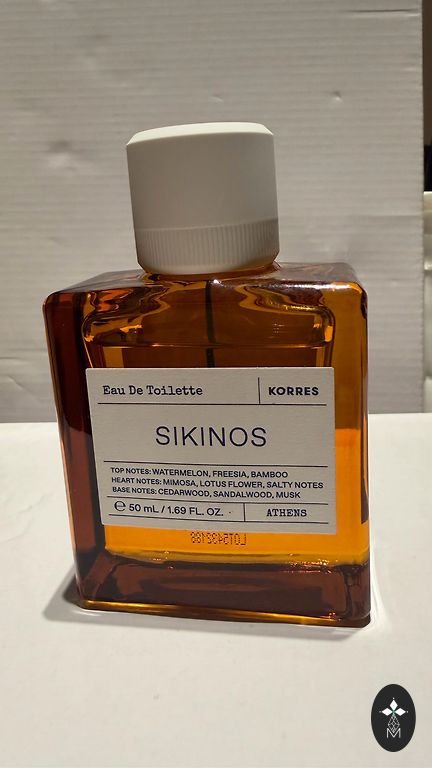 Eau De Toilette
KORRES
SIKINOS
TOP NOTES: WATERMELON, FREESIA, BAMBOO
HEART NOTES: MIMOSA, LOTUS FLOWER, SALTY NOTES
BASE NOTES: CEDARWOOD, SANDALWOOD, MUSK
℮ 50 mL / 1.69 FL. OZ.
ATHENS